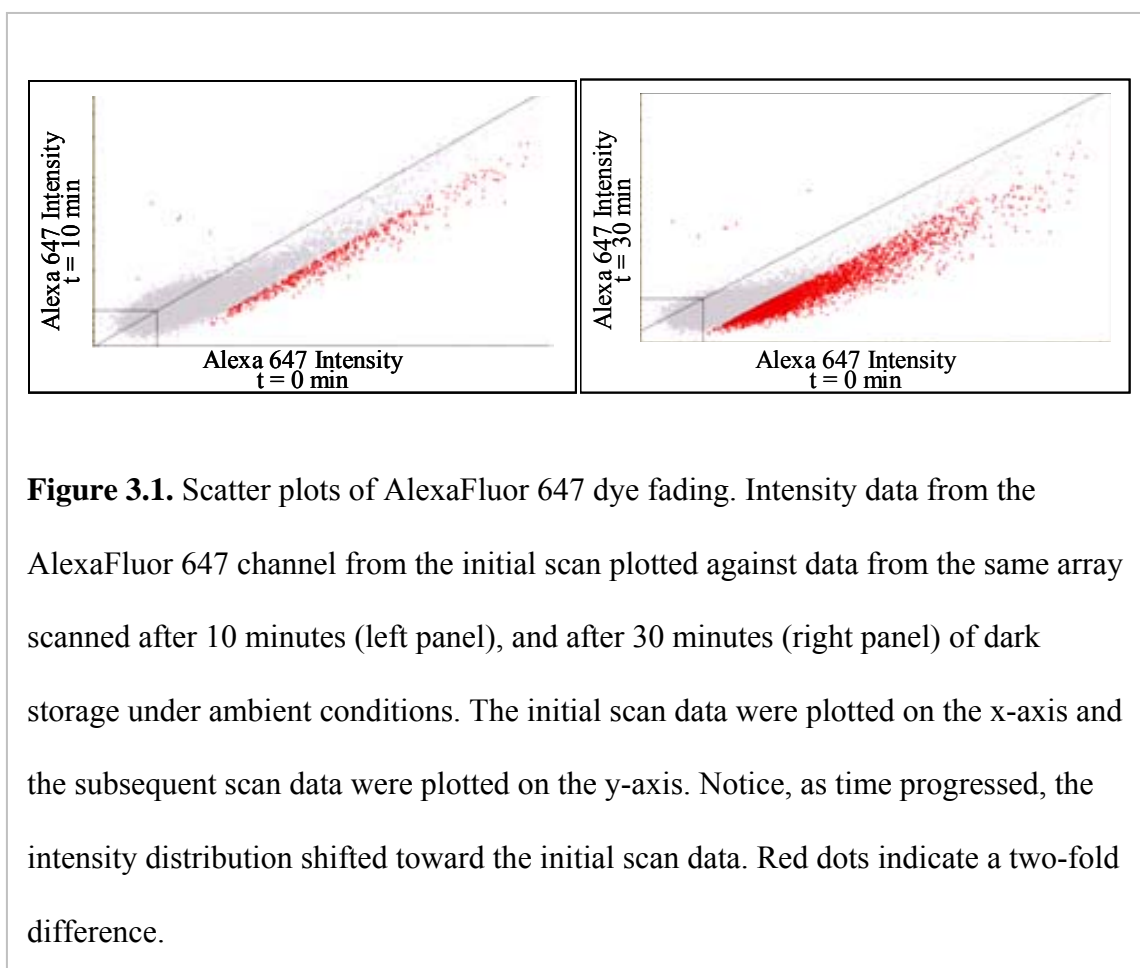 Alexa 647 Intensity
t = 10 min
Alexa 647 Intensity
t = 0 min
Alexa 647 Intensity
t = 30 min
Alexa 647 Intensity
t = 0 min
Figure 3.1. Scatter plots of AlexaFluor 647 dye fading. Intensity data from the
AlexaFluor 647 channel from the initial scan plotted against data from the same array
scanned after 10 minutes (left panel), and after 30 minutes (right panel) of dark
storage under ambient conditions. The initial scan data were plotted on the x-axis and
the subsequent scan data were plotted on the y-axis. Notice, as time progressed, the
intensity distribution shifted toward the initial scan data. Red dots indicate a two-fold
difference.